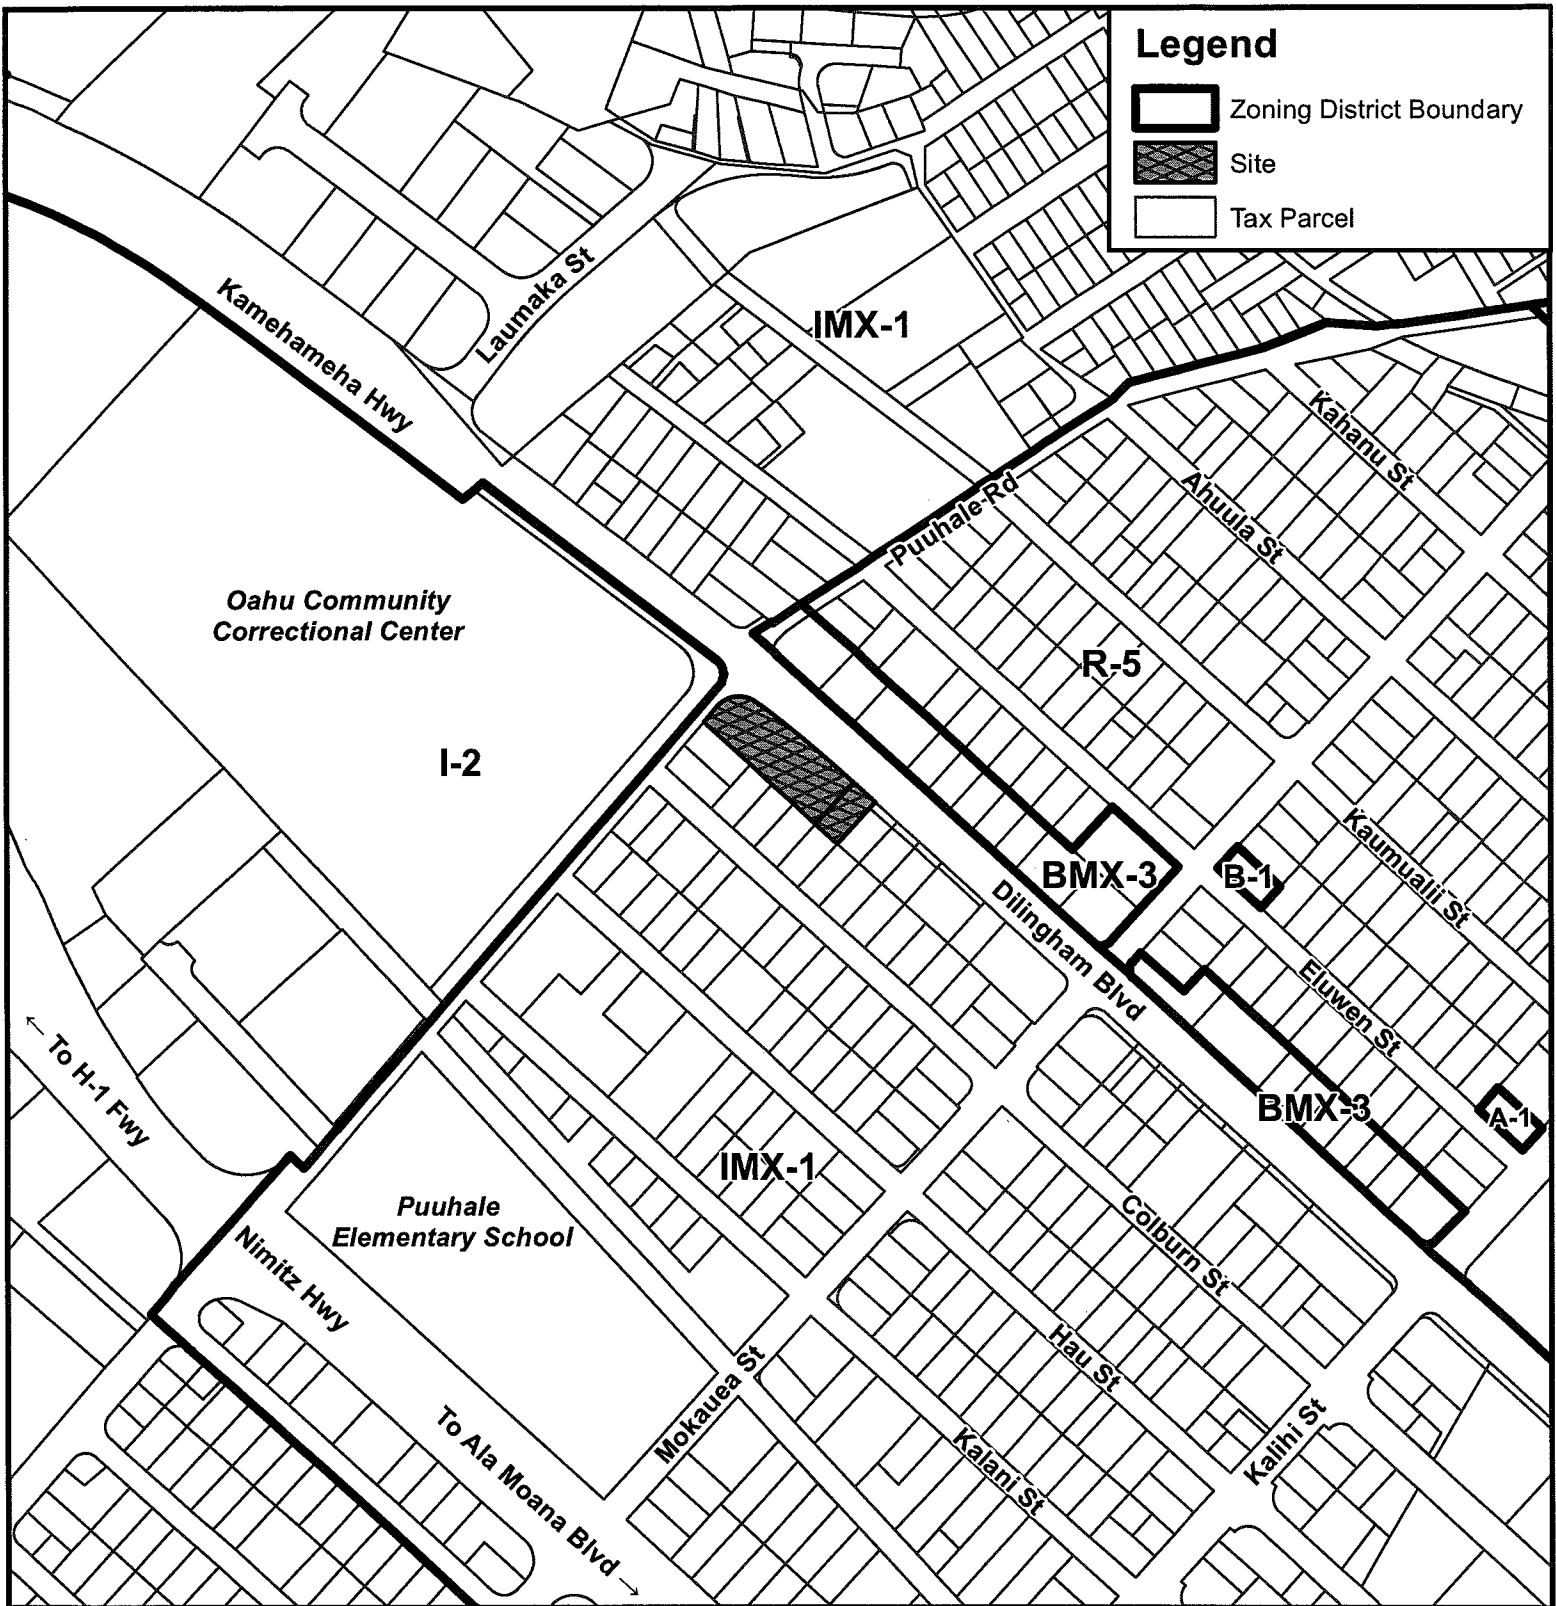 Legend
Zoning District Boundary
Site
Tax Parcel
Kamehameha Hwy
Laumaka St
IMX-1
Puuhale Rd
Kahanu St
Ahuula St
Oahu Community
Correctional Center
R-5
I-2
BMX-3
B-1
Kaumualii St
Dilingham Blvd
Eluwen St
To H-1 Fwy
BMX-3
A-1
IMX-1
Puuhale
Elementary School
Colburn St
Nimitz Hwy
Hau St
Mokauea St
Kalihi St
Kalani St
To Ala Moana Blvd